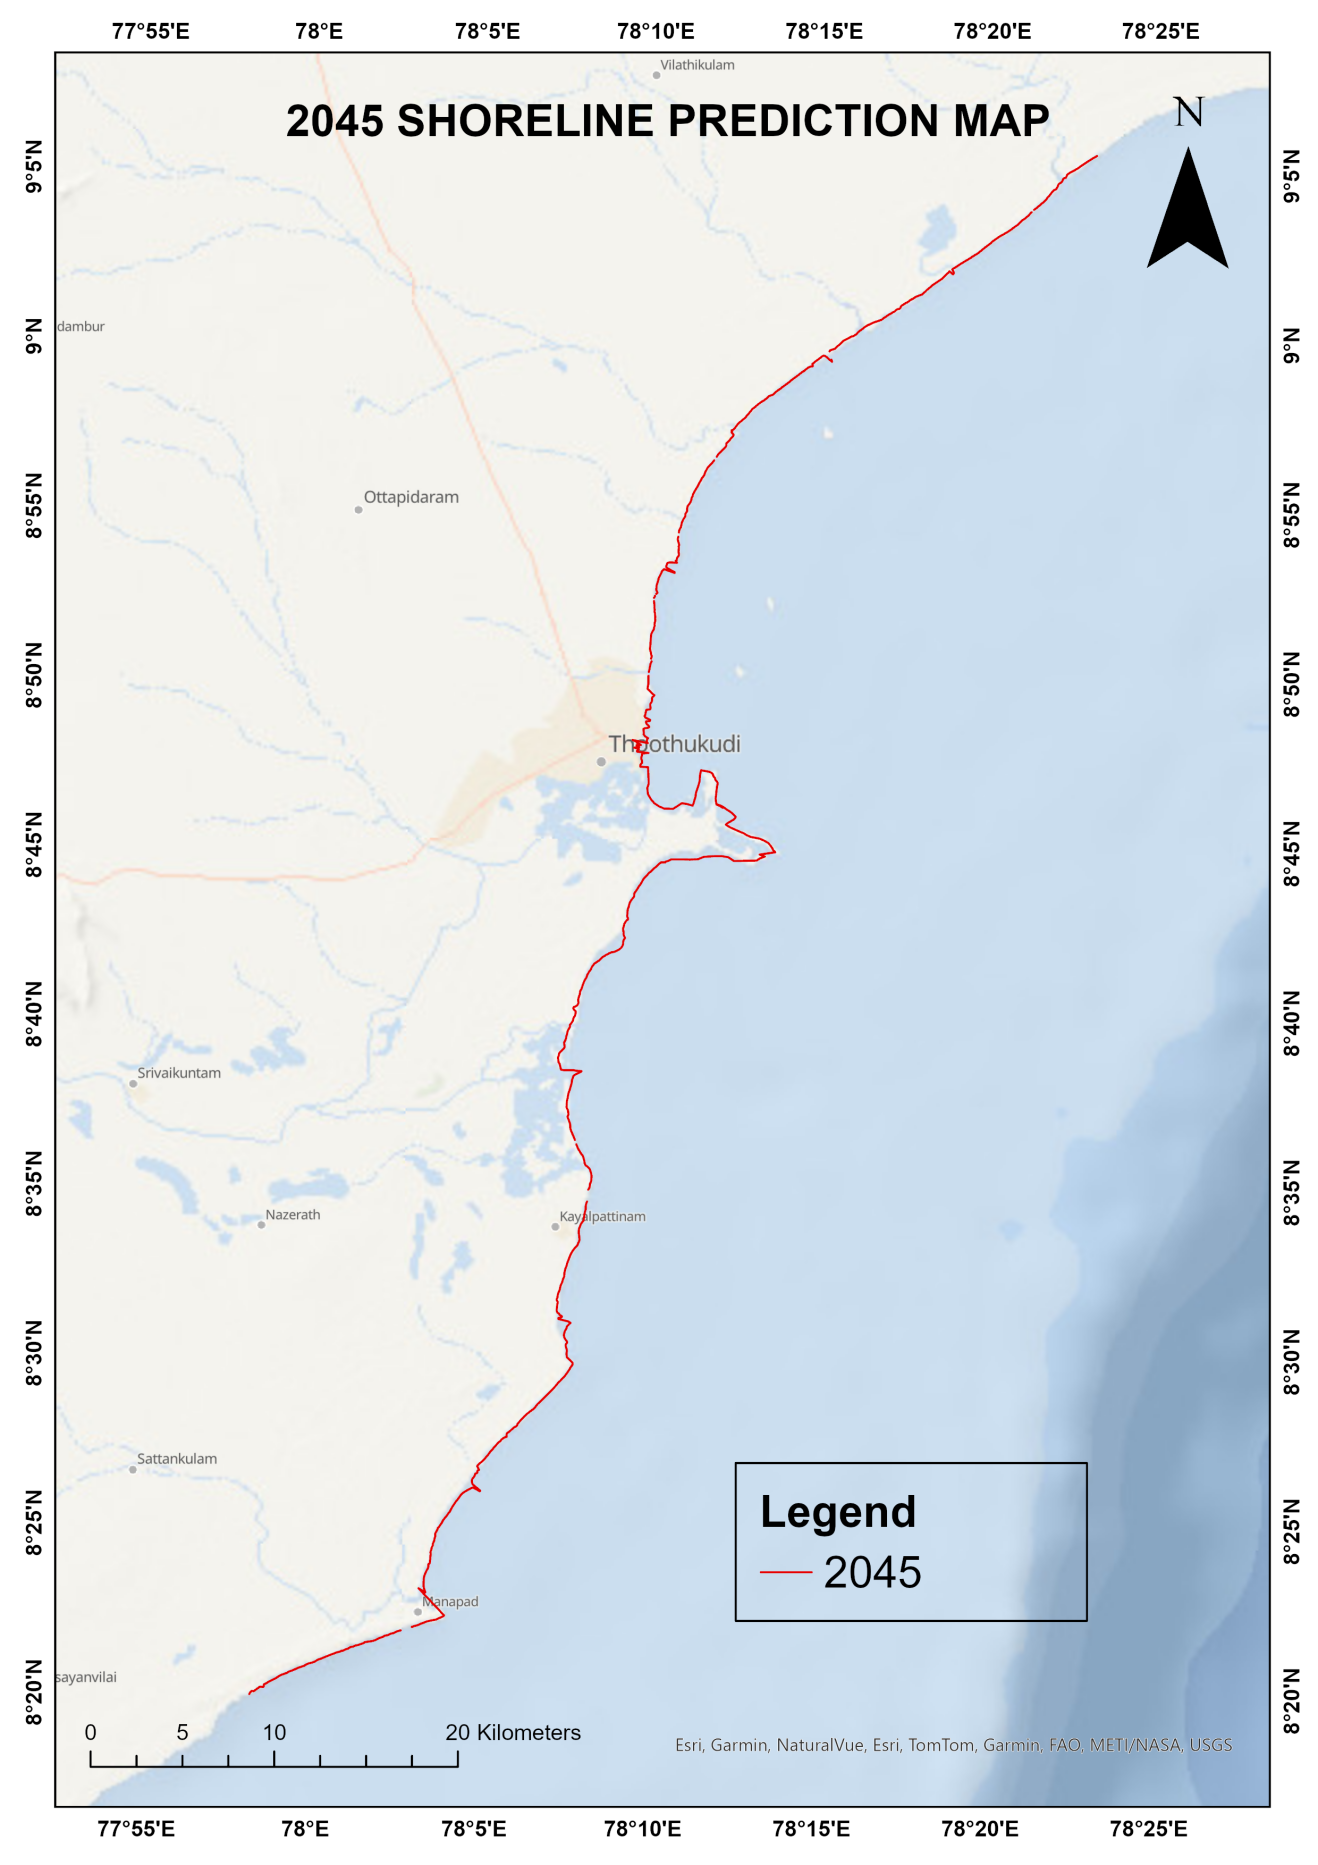 77°55'E 78°E 78°5'E 78°10'E 78°15'E 78°20'E 78°25'E
Vilathikulam
2045 SHORELINE PREDICTION MAP
N
9°5'N 9°5'N
dambur
9°N 9°N
Ottapidaram
8°55'N 8°55'N
8°50'N 8°50'N
Thoothukudi
8°45'N 8°45'N
8°40'N 8°40'N
Srivaikuntam
8°35'N 8°35'N
Nazerath
Kayalpattinam
8°30'N 8°30'N
Sattankulam
Legend
8°25'N 8°25'N
2045
Manapad
sayanvilai
8°20'N 8°20'N
0 5 10 20 Kilometers
Esri, Garmin, NaturalVue, Esri, TomTom, Garmin, FAO, METI/NASA, USGS
77°55'E 78°E 78°5'E 78°10'E 78°15'E 78°20'E 78°25'E